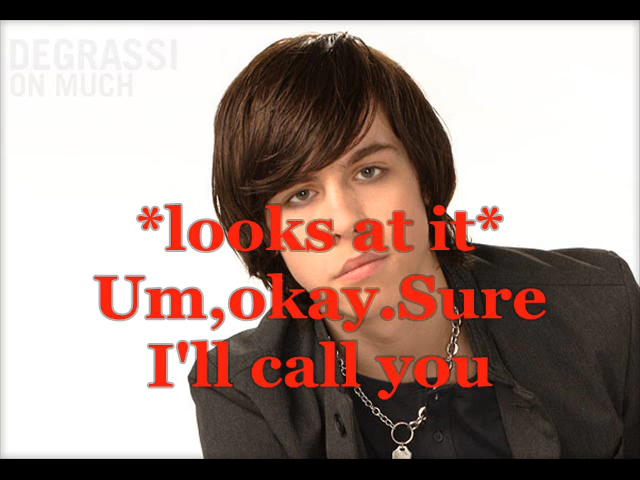 DEGRASSI
ON MUCH
*looks at it*
Um,okay.Sure
I'll call you